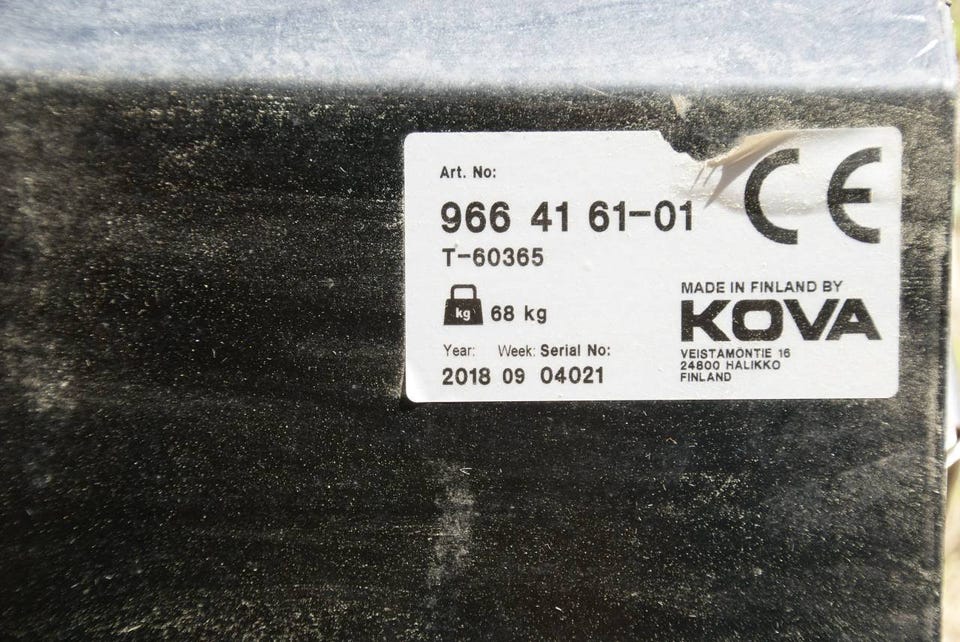 Art. No:
966 41 61-01
T-60365
kg 68 kg
Year: Week: Serial No:
2018 09 04021
CE
MADE IN FINLAND BY
KOVA
VEISTÄMÖNTIE 16
24800 HALIKKO
FINLAND